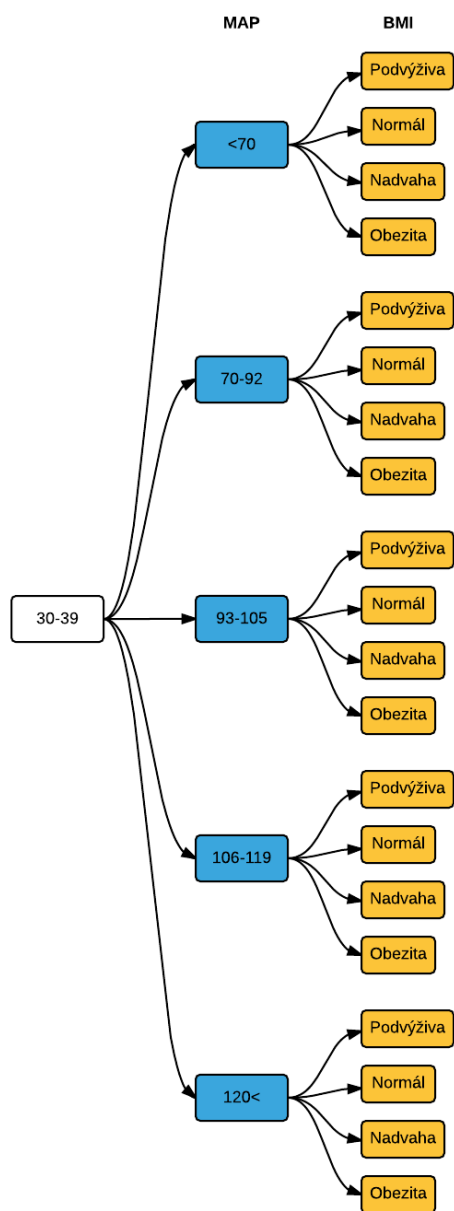 MAP BMI
30-39
<70
Podvýživa
Normál
Nadvaha
Obezita
70-92
Podvýživa
Normál
Nadvaha
Obezita
93-105
Podvýživa
Normál
Nadvaha
Obezita
106-119
Podvýživa
Normál
Nadvaha
Obezita
120<
Podvýživa
Normál
Nadvaha
Obezita